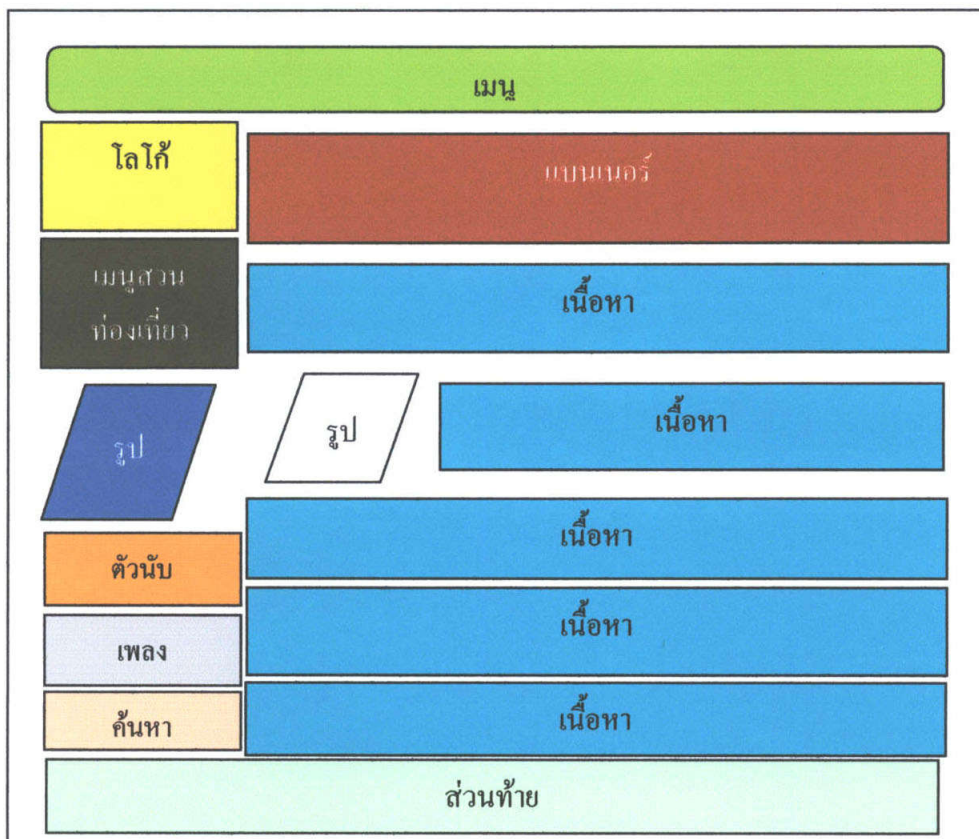 เมนู
โลโก้
แบนเนอร์
เมนูสวน
ท่องเที่ยว
เนื้อหา
รูป
รูป
เนื้อหา
เนื้อหา
ตัวนับ
เนื้อหา
เพลง
เนื้อหา
ค้นหา
ส่วนท้าย